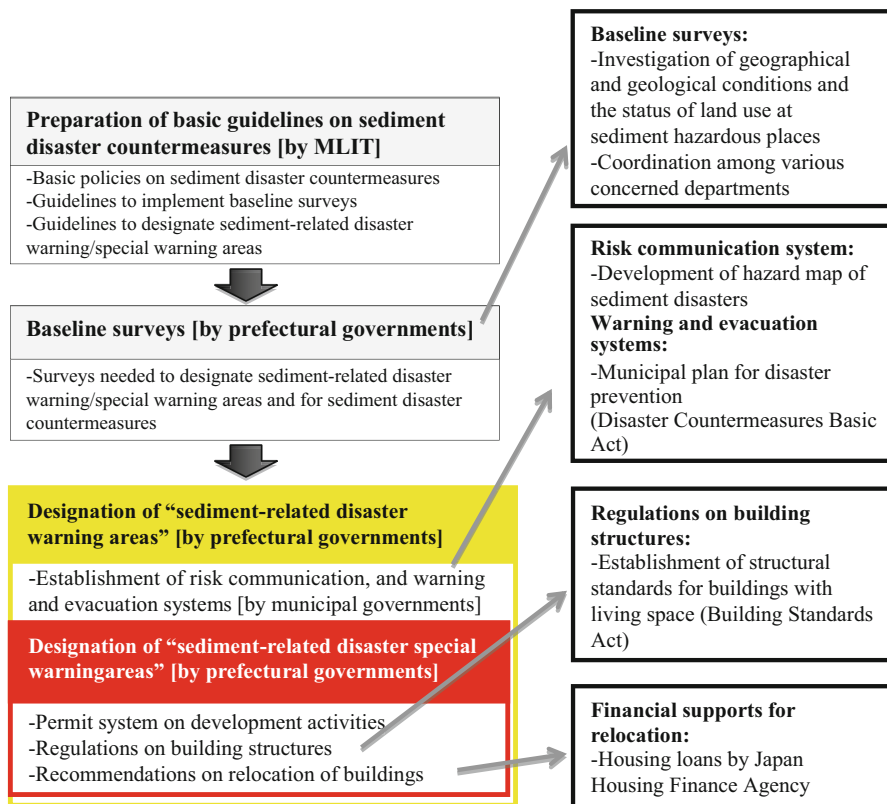 Preparation of basic guidelines on sediment
disaster countermeasures [by MLIT]
-Basic policies on sediment disaster countermeasures
-Guidelines to implement baseline surveys
-Guidelines to designate sediment-related disaster
warning/special warning areas
Baseline surveys [by prefectural governments]
-Surveys needed to designate sediment-related disaster
warning/special warning areas and for sediment disaster
countermeasures
Designation of “sediment-related disaster
warning areas” [by prefectural governments]
-Establishment of risk communication, and warning
and evacuation systems [by municipal governments]
Designation of “sediment-related disaster special
warningareas” [by prefectural governments]
-Permit system on development activities
-Regulations on building structures
-Recommendations on relocation of buildings
Baseline surveys:
-Investigation of geographical
and geological conditions and
the status of land use at
sediment hazardous places
-Coordination among various
concerned departments
Risk communication system:
-Development of hazard map of
sediment disasters
Warning and evacuation
systems:
-Municipal plan for disaster
prevention
(Disaster Countermeasures Basic
Act)
Regulations on building
structures:
-Establishment of structural
standards for buildings with
living space (Building Standards
Act)
Financial supports for
relocation:
-Housing loans by Japan
Housing Finance Agency